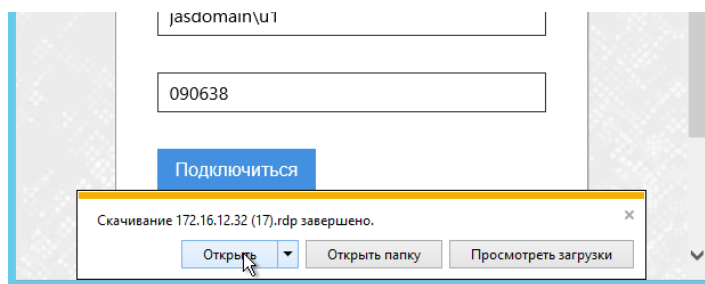 jasdomain\u1
090638
Подключиться
Скачивание 172.16.12.32 (17).rdp завершено.
Открыть Открыть папку Просмотреть загрузки